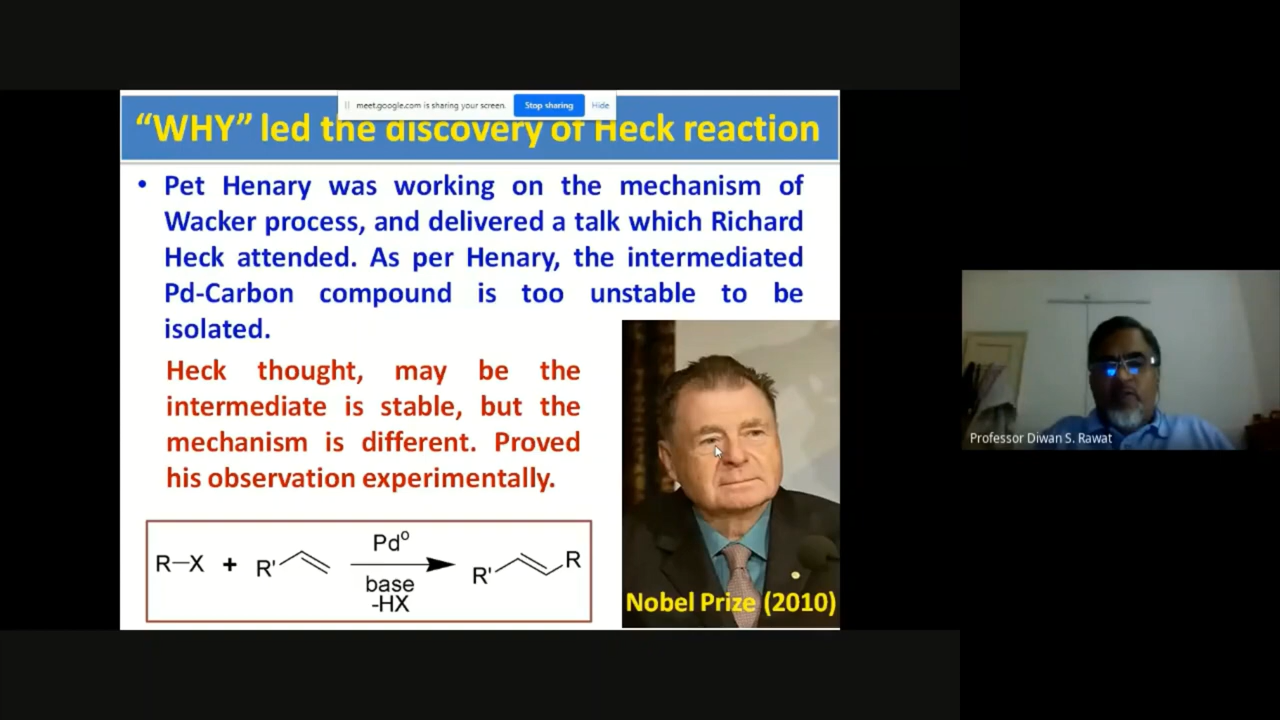 meet.google.com is sharing your screen. Stop sharing Hide
“WHY” led the discovery of Heck reaction
• Pet Henary was working on the mechanism of
Wacker process, and delivered a talk which Richard
Heck attended. As per Henary, the intermediated
Pd-Carbon compound is too unstable to be
isolated.
Heck thought, may be the
intermediate is stable, but the
mechanism is different. Proved
his observation experimentally.
R—X + R' Pd⁰ R' R
base
-HX
Nobel Prize (2010)
Professor Diwan S. Rawat